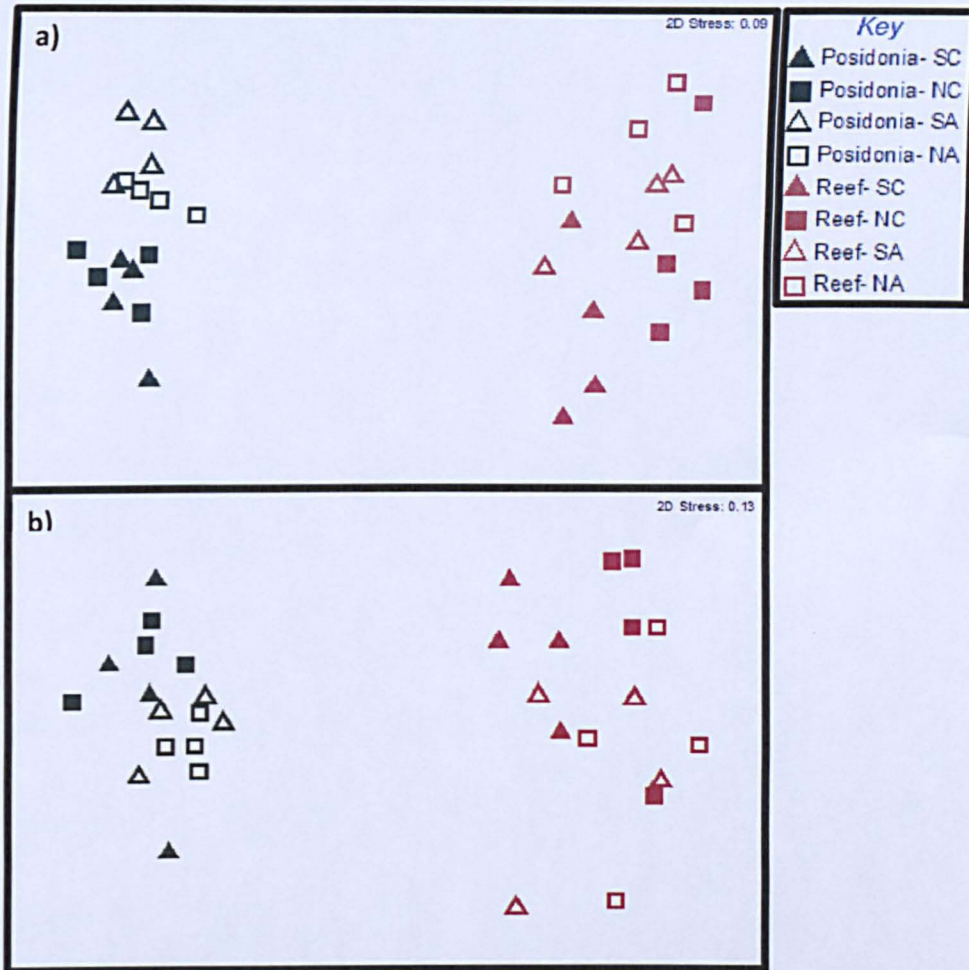 a)
2D Stress: 0.09
Key
Posidonia- SC
Posidonia- NC
Posidonia- SA
Posidonia- NA
Reef- SC
Reef- NC
Reef- SA
Reef- NA
b)
2D Stress: 0.13